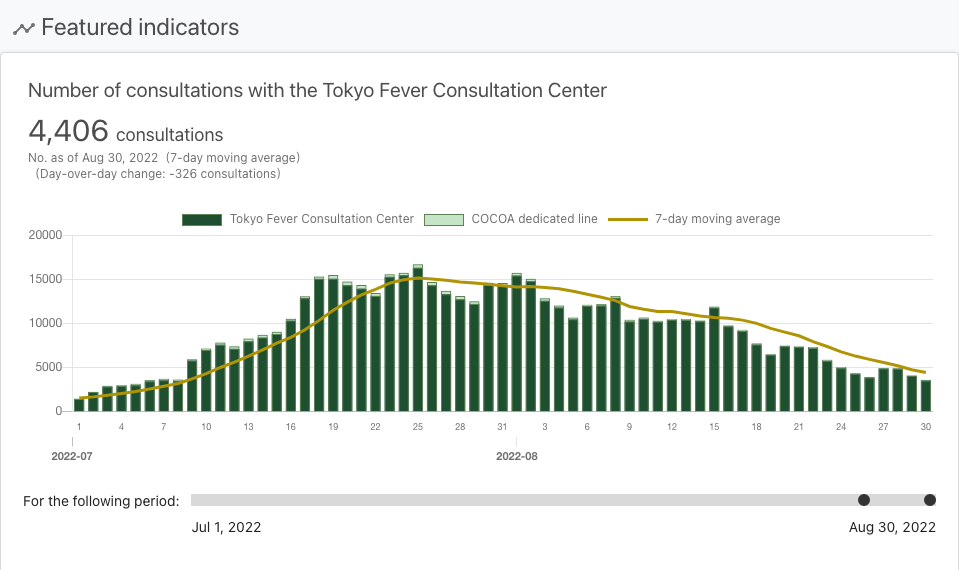 Featured indicators
Number of consultations with the Tokyo Fever Consultation Center
4,406 consultations
No. as of Aug 30, 2022 (7-day moving average)
(Day-over-day change: -326 consultations)
Tokyo Fever Consultation Center COCOA dedicated line 7-day moving average
20000
15000
10000
5000
0
1 4 7 10 13 16 19 22 25 28 31 3 6 9 12 15 18 21 24 27 30
2022-07 2022-08
For the following period:
Jul 1, 2022 Aug 30, 2022